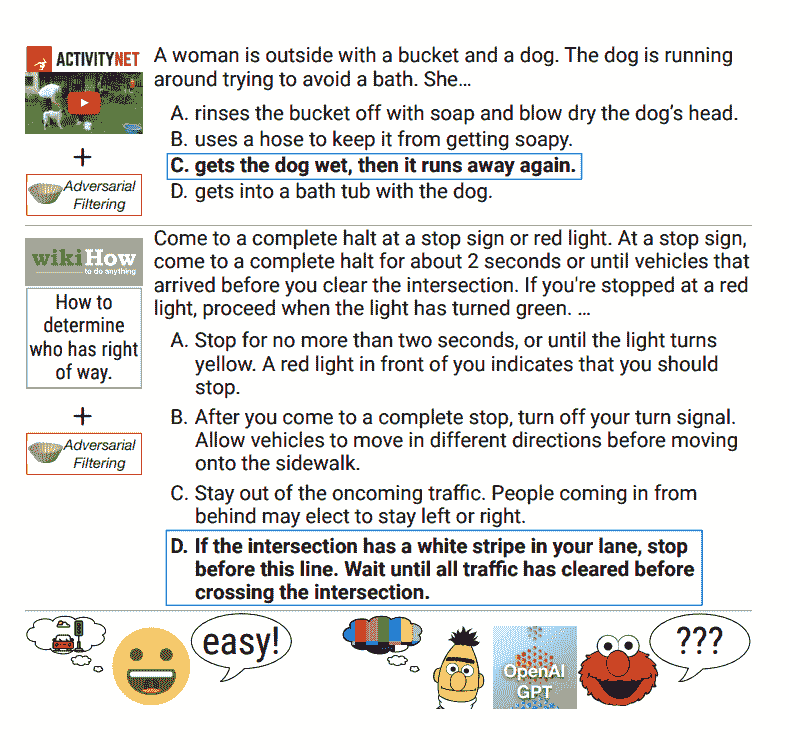 ACTIVITYNET
A woman is outside with a bucket and a dog. The dog is running
around trying to avoid a bath. She…
A. rinses the bucket off with soap and blow dry the dog’s head.
B. uses a hose to keep it from getting soapy.
C. gets the dog wet, then it runs away again.
D. gets into a bath tub with the dog.
+
Adversarial
Filtering
wikiHow
to do anything
How to
determine
who has right
of way.
+
Adversarial
Filtering
Come to a complete halt at a stop sign or red light. At a stop sign,
come to a complete halt for about 2 seconds or until vehicles that
arrived before you clear the intersection. If you're stopped at a red
light, proceed when the light has turned green. ...
A. Stop for no more than two seconds, or until the light turns
yellow. A red light in front of you indicates that you should
stop.
B. After you come to a complete stop, turn off your turn signal.
Allow vehicles to move in different directions before moving
onto the sidewalk.
C. Stay out of the oncoming traffic. People coming in from
behind may elect to stay left or right.
D. If the intersection has a white stripe in your lane, stop
before this line. Wait until all traffic has cleared before
crossing the intersection.
easy!
OpenAI
GPT
???